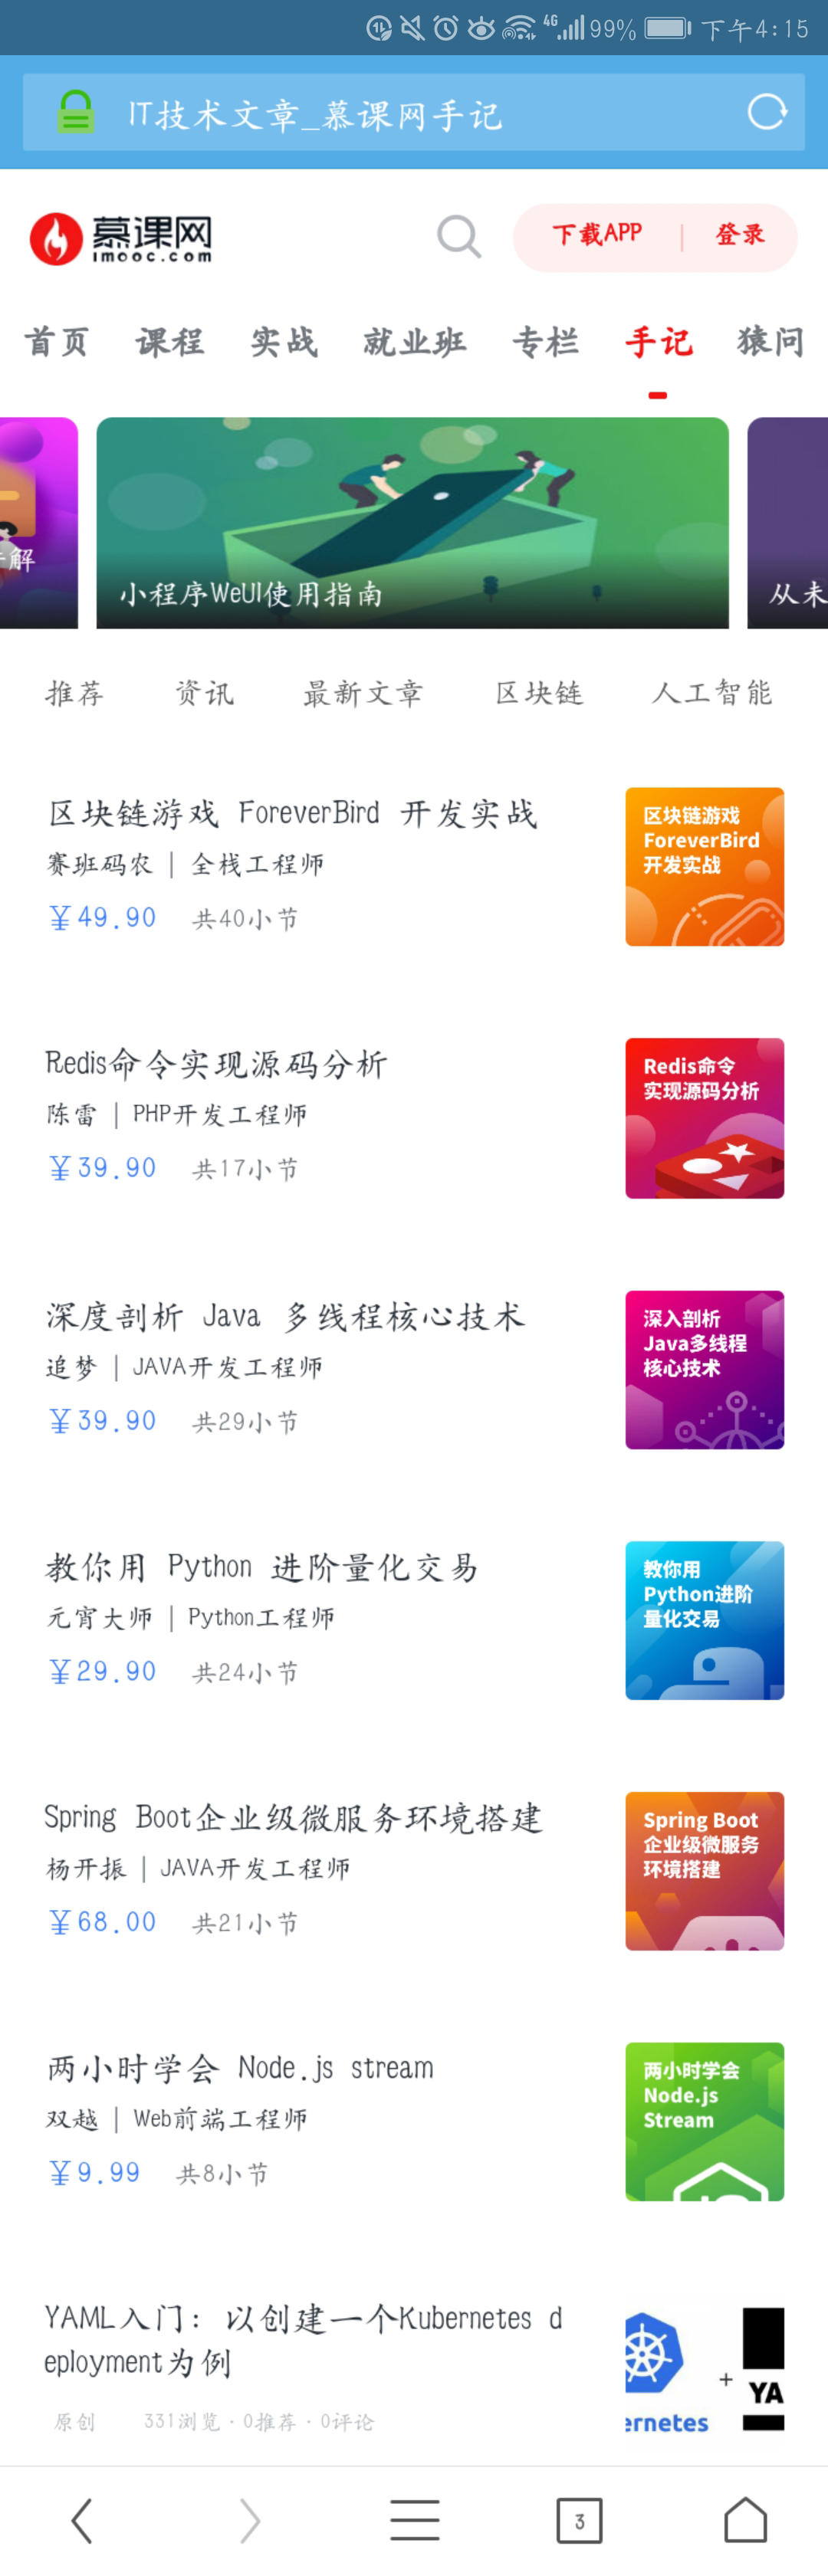 4G 99% 下午4:15
IT技术文章_慕课网手记
慕课网
imooc.com
下载APP | 登录
首页 课程 实战 就业班 专栏 手记 猿问
解
小程序WeUI使用指南
从未
推荐 资讯 最新文章 区块链 人工智能
区块链游戏 ForeverBird 开发实战
赛班码农 | 全栈工程师
¥49.90 共40小节
区块链游戏
ForeverBird
开发实战
Redis命令实现源码分析
陈雷 | PHP开发工程师
¥39.90 共17小节
Redis命令
实现源码分析
深度剖析 Java 多线程核心技术
追梦 | JAVA开发工程师
¥39.90 共29小节
深入剖析
Java多线程
核心技术
教你用 Python 进阶量化交易
元宵大师 | Python工程师
¥29.90 共24小节
教你用
Python进阶
量化交易
Spring Boot企业级微服务环境搭建
杨开振 | JAVA开发工程师
¥68.00 共21小节
Spring Boot
企业级微服务
环境搭建
两小时学会 Node.js stream
双越 | Web前端工程师
¥9.99 共8小节
两小时学会
Node.js
Stream
YAML入门: 以创建一个Kubernetes d
eployment为例
原创 331浏览·0推荐·0评论
+
YA
ernetes
3